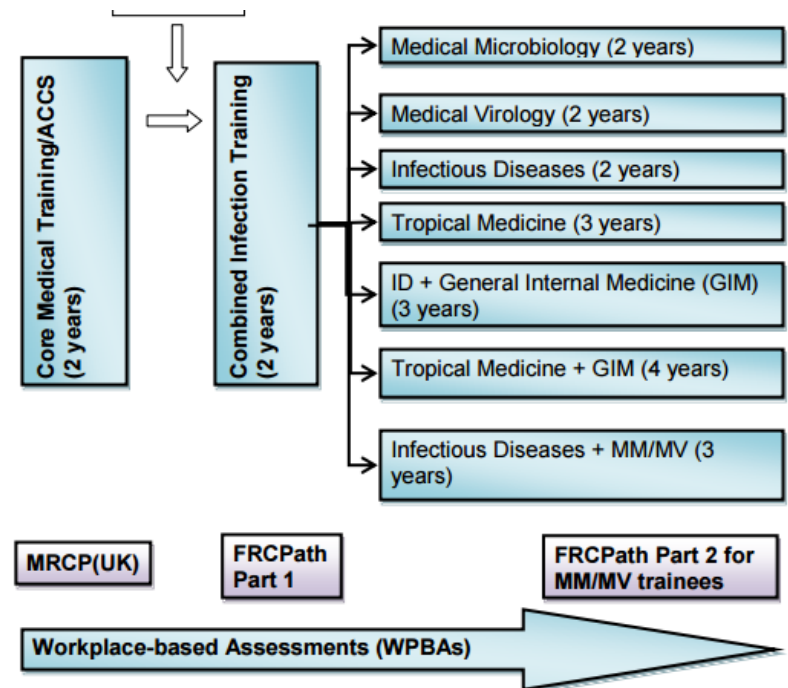 Core Medical Training/ACCS
(2 years)
Combined Infection Training
(2 years)
Medical Microbiology (2 years)
Medical Virology (2 years)
Infectious Diseases (2 years)
Tropical Medicine (3 years)
ID + General Internal Medicine (GIM)
(3 years)
Tropical Medicine + GIM (4 years)
Infectious Diseases + MM/MV (3
years)
MRCP(UK)
FRCPath
Part 1
FRCPath Part 2 for
MM/MV trainees
Workplace-based Assessments (WPBAs)